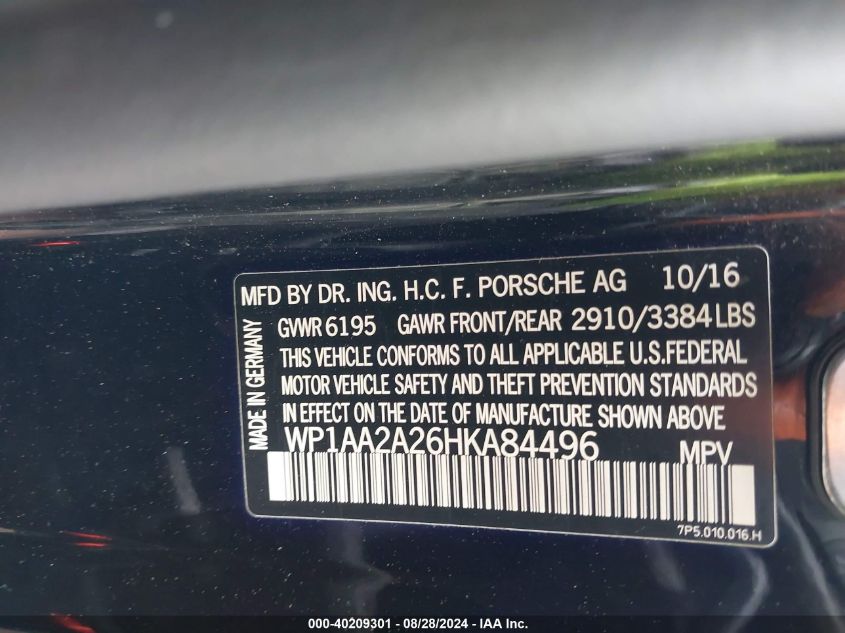 MFD BY DR. ING. H.C. F. PORSCHE AG 10/16
GVWR 6195 GAWR FRONT/REAR 2910/3384 LBS
THIS VEHICLE CONFORMS TO ALL APPLICABLE U.S.FEDERAL
MOTOR VEHICLE SAFETY AND THEFT PREVENTION STANDARDS
IN EFFECT ON THE DATE OF MANUFACTURE SHOWN ABOVE
MADE IN GERMANY
WP1AA2A26HKA84496 MPV
7P5.010.016.H
000-40209301 - 08/28/2024 - IAA Inc.